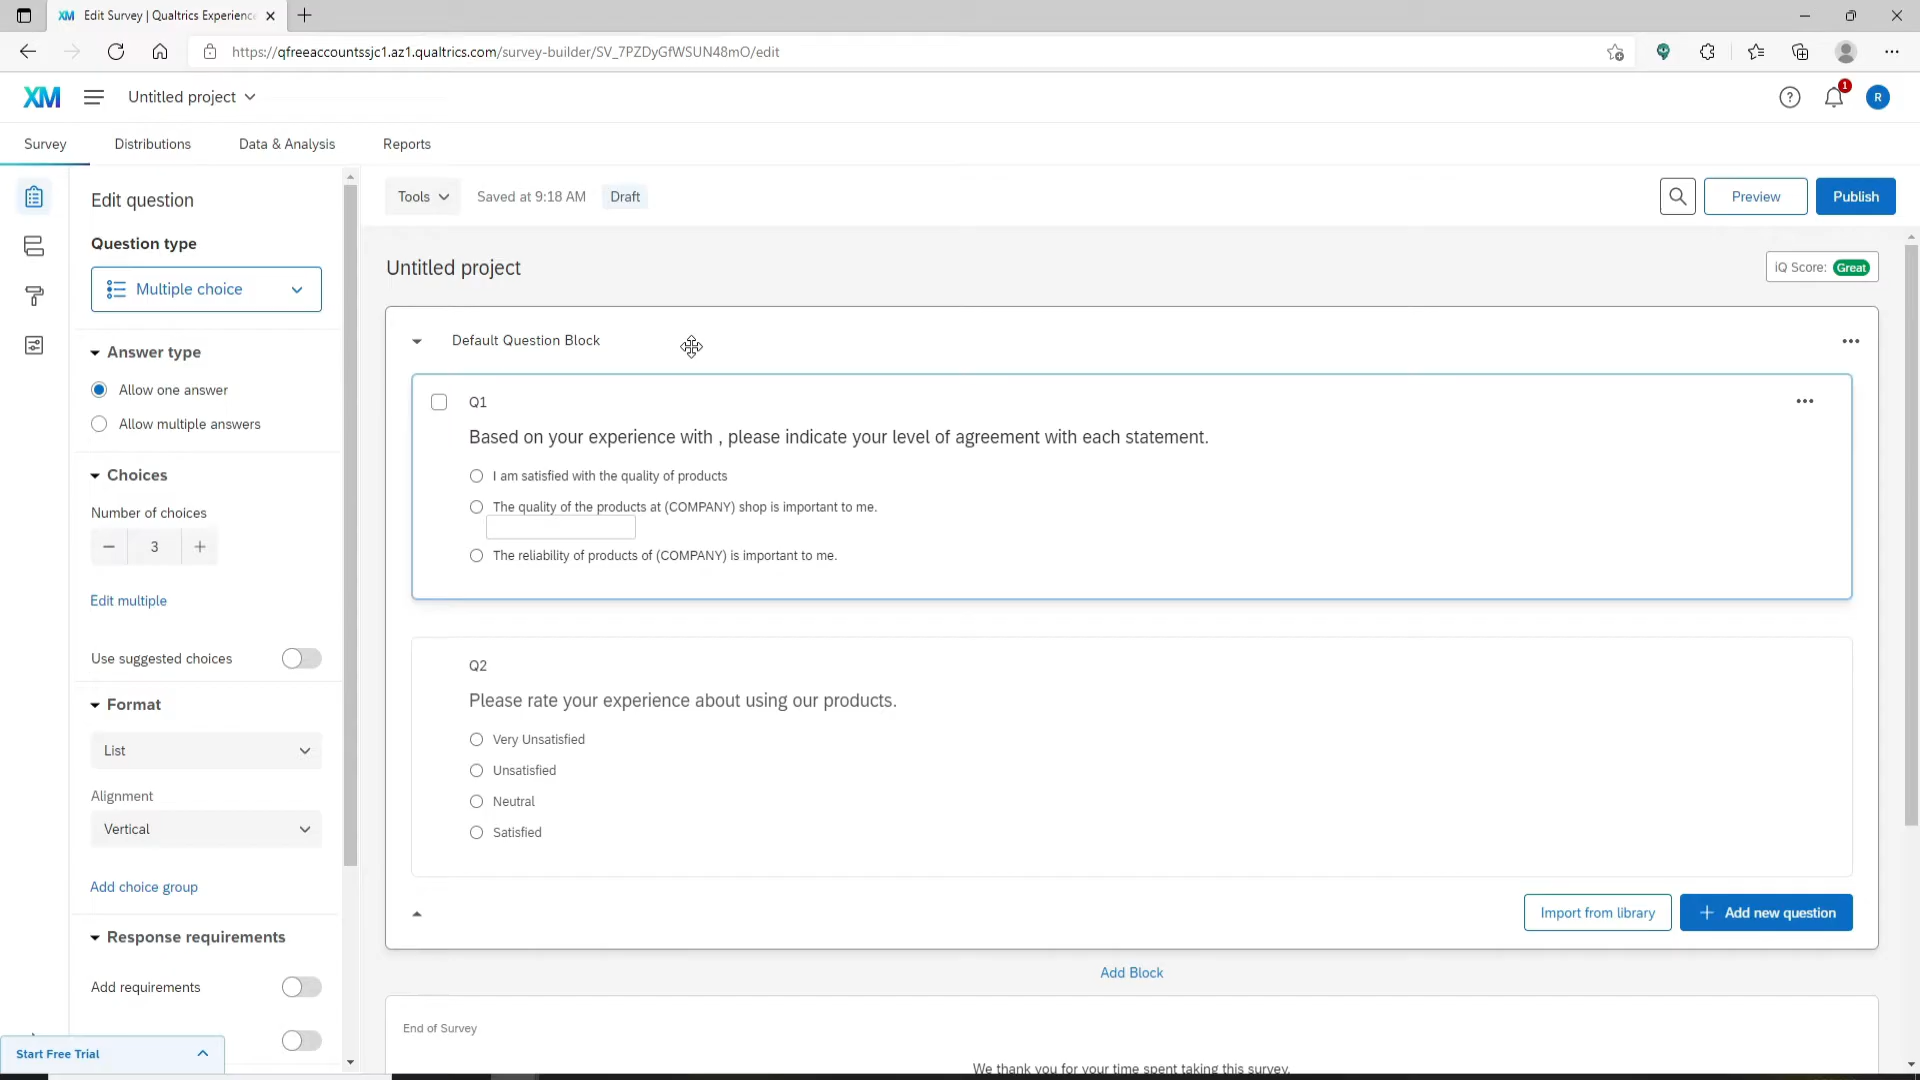 Edit Survey | Qualtrics Experience
https://qfreeaccountssjc1.az1.qualtrics.com/survey-builder/SV_7PZDyGfWSUN48mO/edit
XM
Untitled project
1
R
Survey
Distributions
Data & Analysis
Reports
Edit question
Tools
Saved at 9:18 AM
Draft
Preview
Publish
Question type
Multiple choice
Untitled project
iQ Score: Great
Answer type
Allow one answer
Allow multiple answers
Choices
Number of choices
3
Edit multiple
Use suggested choices
Format
List
Alignment
Vertical
Add choice group
Response requirements
Add requirements
Start Free Trial
Default Question Block
Q1
Based on your experience with , please indicate your level of agreement with each statement.
I am satisfied with the quality of products
The quality of the products at (COMPANY) shop is important to me.
The reliability of products of (COMPANY) is important to me.
Q2
Please rate your experience about using our products.
Very Unsatisfied
Unsatisfied
Neutral
Satisfied
Import from library
Add new question
Add Block
End of Survey
We thank you for your time spent taking this survey.